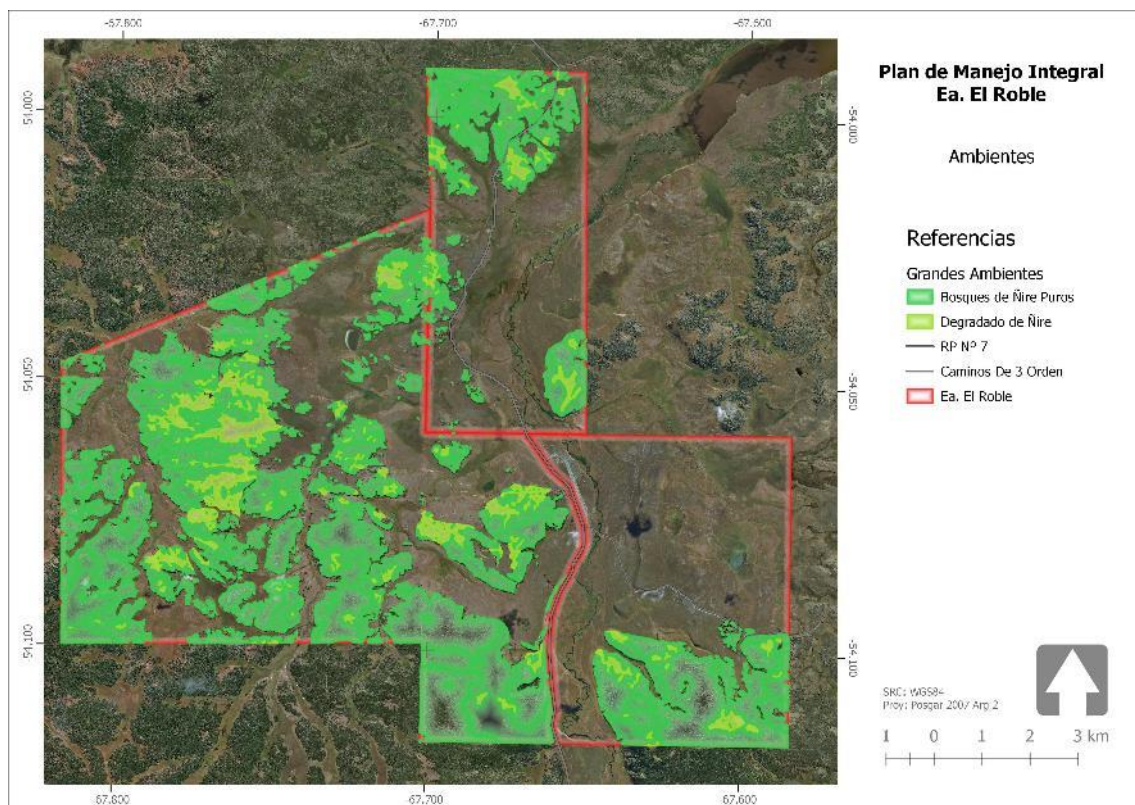 -67.800
-67.700
-67.600
Plan de Manejo Integral
Ea. El Roble
54.000
-54.000
Ambientes
Referencias
Grandes Ambientes
Bosques de Ñire Puros
Degradado de Ñire
RP Nº 7
Caminos De 3 Orden
Ea. El Roble
54.050
-54.050
54.100
-54.100
SRC: WGS84
Proy: Posgar 2007 Arg 2
1 0 1 2 3 km
-67.800
-67.700
-67.600